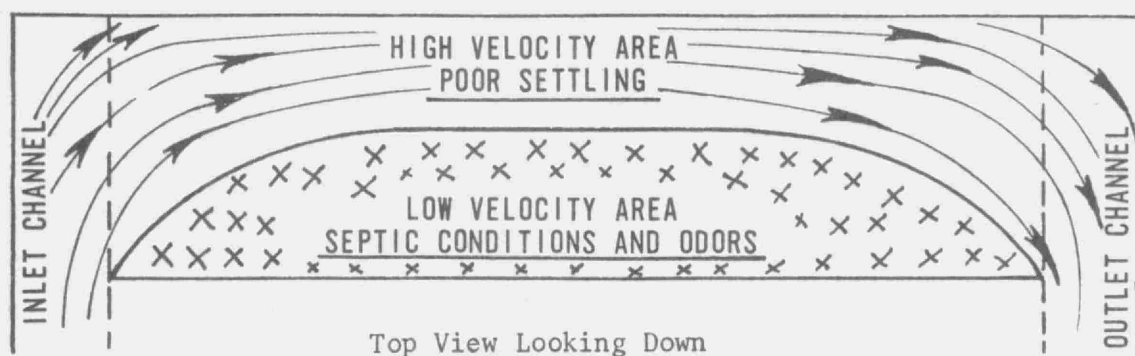 INLET CHANNEL
HIGH VELOCITY AREA
POOR SETTLING
LOW VELOCITY AREA
SEPTIC CONDITIONS AND ODORS
OUTLET CHANNEL
Top View Looking Down